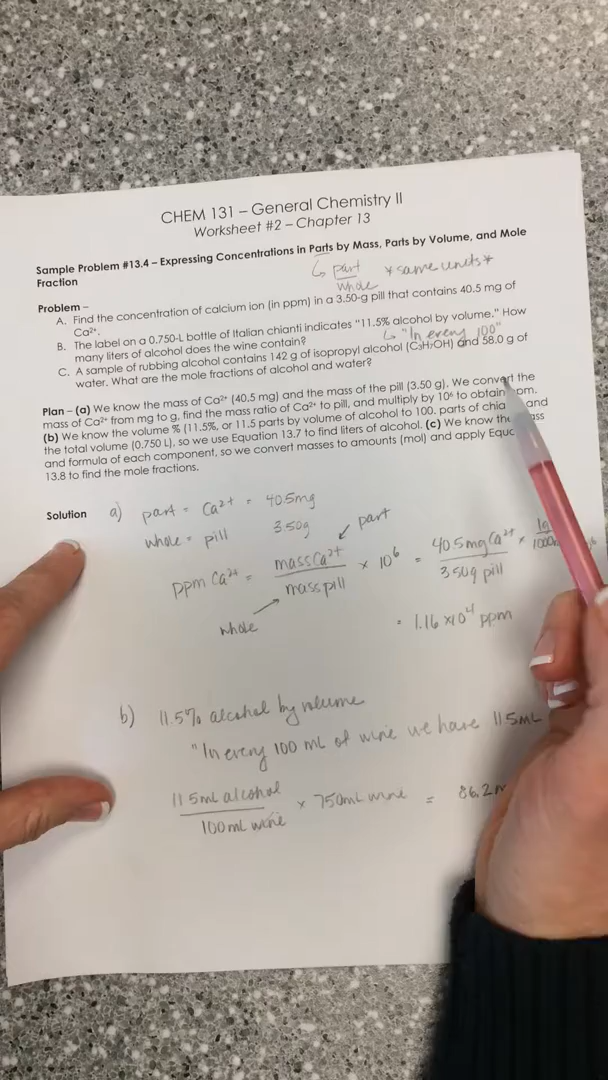 CHEM 131 – General Chemistry II
Worksheet #2 – Chapter 13
Sample Problem #13.4 – Expressing Concentrations in Parts by Mass, Parts by Volume, and Mole
Fraction
part
whole
*same units*
Problem –
A. Find the concentration of calcium ion (in ppm) in a 3.50-g pill that contains 40.5 mg of
Ca²⁺.
B. The label on a 0.750-L bottle of Italian chianti indicates "11.5% alcohol by volume." How
many liters of alcohol does the wine contain?
"In every 100"
C. A sample of rubbing alcohol contains 142 g of isopropyl alcohol (C₃H₇OH) and 58.0 g of
water. What are the mole fractions of alcohol and water?
Plan – (a) We know the mass of Ca²⁺ (40.5 mg) and the mass of the pill (3.50 g). We convert the
mass of Ca²⁺ from mg to g, find the mass ratio of Ca²⁺ to pill, and multiply by 10⁶ to obtain ppm.
(b) We know the volume % (11.5%, or 11.5 parts by volume of alcohol to 100. parts of and
the total volume (0.750 L), so we use Equation 13.7 to find liters of alcohol. (c) We know the
and formula of each component, so we convert masses to amounts (mol) and apply
13.8 to find the mole fractions.
Solution
a) part = Ca²⁺ = 40.5mg
whole = pill 3.50g
part
ppm Ca²⁺ = mass Ca²⁺ / mass pill × 10⁶ = 40.5 mg Ca²⁺ / 3.50g pill × 1g
whole
= 1.16 × 10⁴ ppm
b) 11.5% alcohol by volume
"In every 100 mL of wine we have 11.5mL
11.5mL alcohol / 100 mL wine × 750mL wine = 86.2